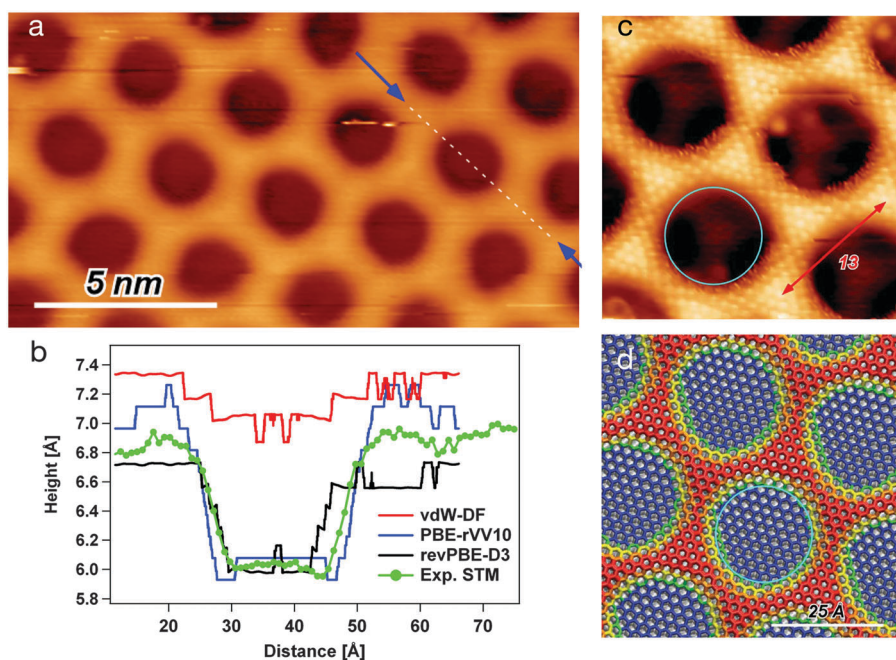 a
5 nm
b
7.4
7.2
7.0
6.8
6.6
6.4
6.2
6.0
5.8
Height [Å]
vdW-DF
PBE-rVV10
revPBE-D3
Exp. STM
20
30
40
50
60
70
Distance [Å]
c
13
d
25 A